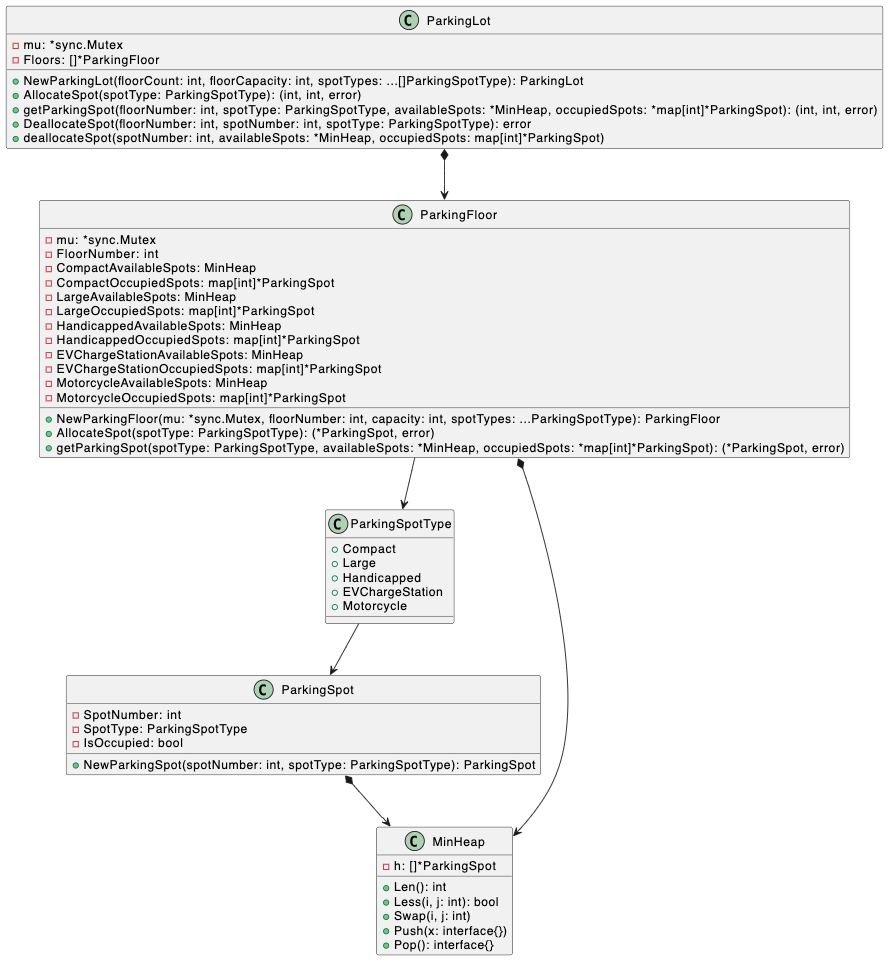 C ParkingLot
mu: *sync.Mutex
Floors: []*ParkingFloor
NewParkingLot(floorCount: int, floorCapacity: int, spotTypes: ...[]ParkingSpotType): ParkingLot
AllocateSpot(spotType: ParkingSpotType): (int, int, error)
getParkingSpot(floorNumber: int, spotType: ParkingSpotType, availableSpots: *MinHeap, occupiedSpots: *map[int]*ParkingSpot): (int, int, error)
DeallocateSpot(floorNumber: int, spotNumber: int, spotType: ParkingSpotType): error
deallocateSpot(spotNumber: int, availableSpots: *MinHeap, occupiedSpots: map[int]*ParkingSpot)
C ParkingFloor
mu: *sync.Mutex
FloorNumber: int
CompactAvailableSpots: MinHeap
CompactOccupiedSpots: map[int]*ParkingSpot
LargeAvailableSpots: MinHeap
LargeOccupiedSpots: map[int]*ParkingSpot
HandicappedAvailableSpots: MinHeap
HandicappedOccupiedSpots: map[int]*ParkingSpot
EVChargeStationAvailableSpots: MinHeap
EVChargeStationOccupiedSpots: map[int]*ParkingSpot
MotorcycleAvailableSpots: MinHeap
MotorcycleOccupiedSpots: map[int]*ParkingSpot
NewParkingFloor(mu: *sync.Mutex, floorNumber: int, capacity: int, spotTypes: ...ParkingSpotType): ParkingFloor
AllocateSpot(spotType: ParkingSpotType): (*ParkingSpot, error)
getParkingSpot(spotType: ParkingSpotType, availableSpots: *MinHeap, occupiedSpots: *map[int]*ParkingSpot): (*ParkingSpot, error)
C ParkingSpotType
Compact
Large
Handicapped
EVChargeStation
Motorcycle
C ParkingSpot
SpotNumber: int
SpotType: ParkingSpotType
IsOccupied: bool
NewParkingSpot(spotNumber: int, spotType: ParkingSpotType): ParkingSpot
C MinHeap
h: []*ParkingSpot
Len(): int
Less(i, j: int): bool
Swap(i, j: int)
Push(x: interface{})
Pop(): interface{}